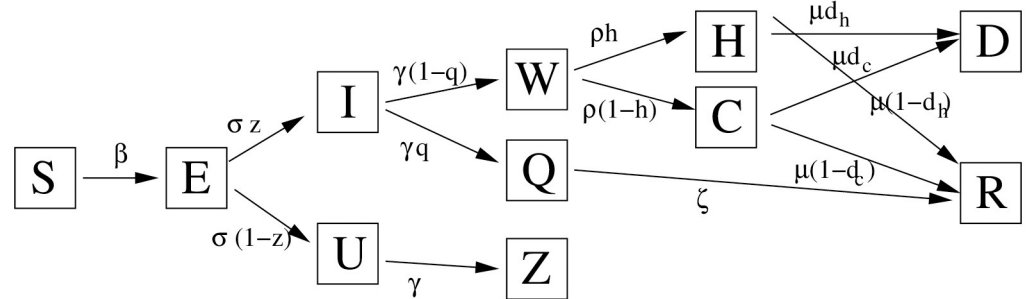 S
β
E
σ z
σ (1−z)
I
U
γ(1−q)
γq
γ
W
Q
Z
ρh
ρ(1−h)
H
C
μd_h
μd_c
μ(1−d_h)
μ(1−d_c)
ζ
D
R